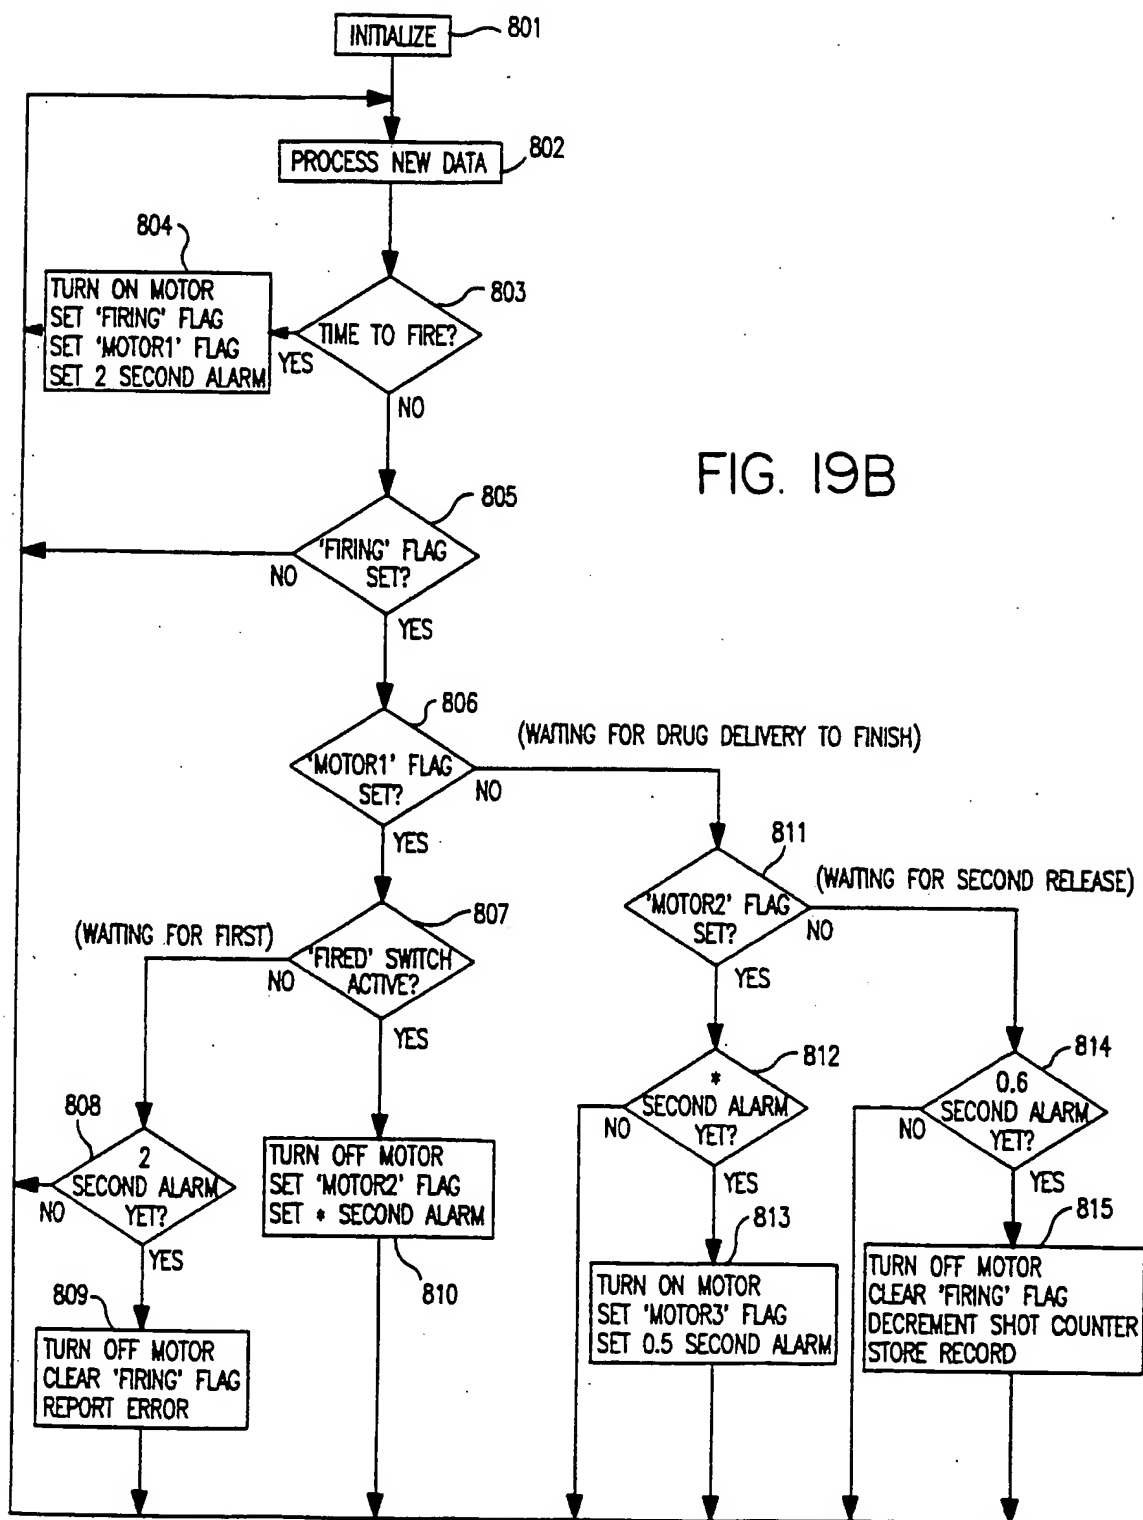 INITIALIZE
801
PROCESS NEW DATA
802
804
TURN ON MOTOR
SET 'FIRING' FLAG
SET 'MOTOR1' FLAG
SET 2 SECOND ALARM
TIME TO FIRE?
803
YES
NO
FIG. 19B
805
'FIRING' FLAG
SET?
NO
YES
806
'MOTOR1' FLAG
SET?
(WAITING FOR DRUG DELIVERY TO FINISH)
NO
YES
811
'MOTOR2' FLAG
SET?
(WAITING FOR SECOND RELEASE)
NO
YES
807
(WAITING FOR FIRST)
'FIRED' SWITCH
ACTIVE?
NO
YES
812
*
SECOND ALARM
YET?
NO
YES
814
0.6
SECOND ALARM
YET?
NO
YES
808
2
SECOND ALARM
YET?
NO
YES
TURN OFF MOTOR
SET 'MOTOR2' FLAG
SET * SECOND ALARM
810
813
TURN ON MOTOR
SET 'MOTOR3' FLAG
SET 0.5 SECOND ALARM
815
TURN OFF MOTOR
CLEAR 'FIRING' FLAG
DECREMENT SHOT COUNTER
STORE RECORD
809
TURN OFF MOTOR
CLEAR 'FIRING' FLAG
REPORT ERROR